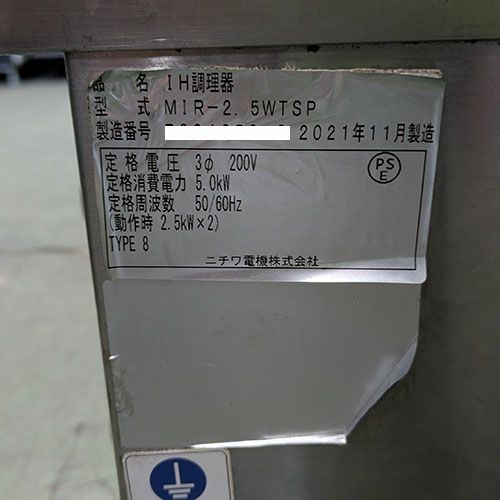 品　名　ＩＨ調理器
型　式　ＭＩＲ－２．５ＷＴＳＰ
製造番号　２０２１年１１月製造
定格電圧　3φ　200V
定格消費電力　5.0kW
定格周波数　50/60Hz
(動作時 2.5kW×2)
TYPE 8
PS
E
ニチワ電機株式会社